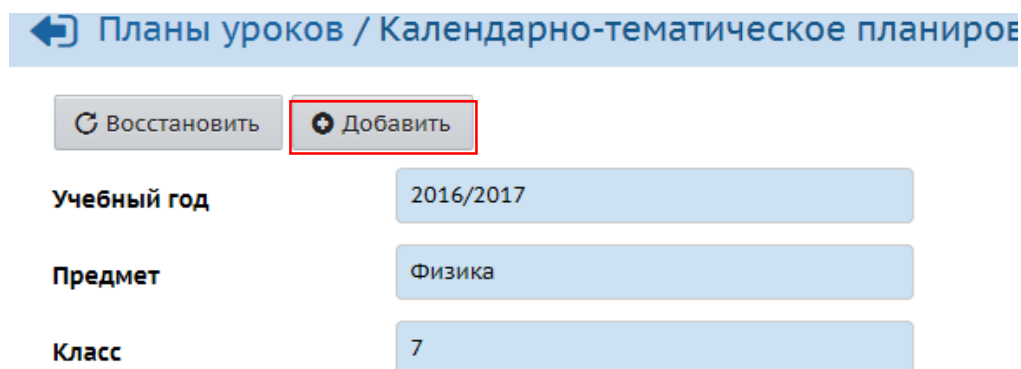 Планы уроков / Календарно-тематическое планиров
Восстановить Добавить
Учебный год 2016/2017
Предмет Физика
Класс 7